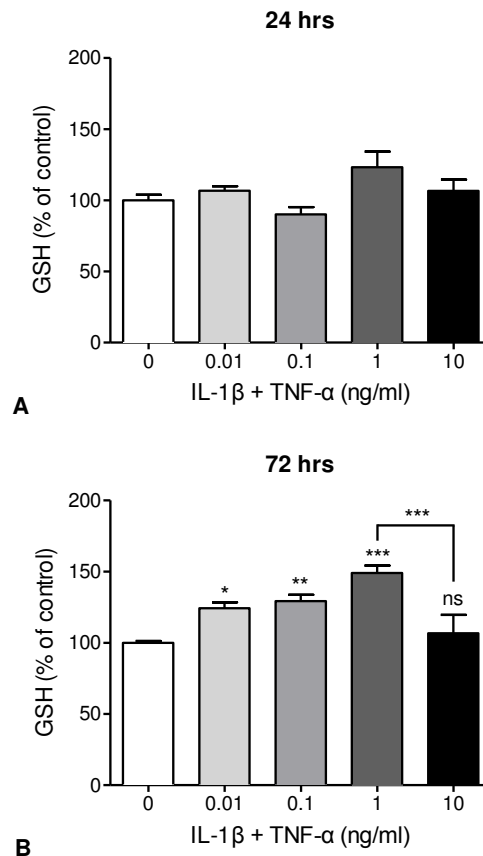 24 hrs
200
150
100
50
0
GSH (% of control)
0 0.01 0.1 1 10
IL-1β + TNF-α (ng/ml)
A
72 hrs
200
150
100
50
0
GSH (% of control)
* ** *** *** ns
0 0.01 0.1 1 10
IL-1β + TNF-α (ng/ml)
B